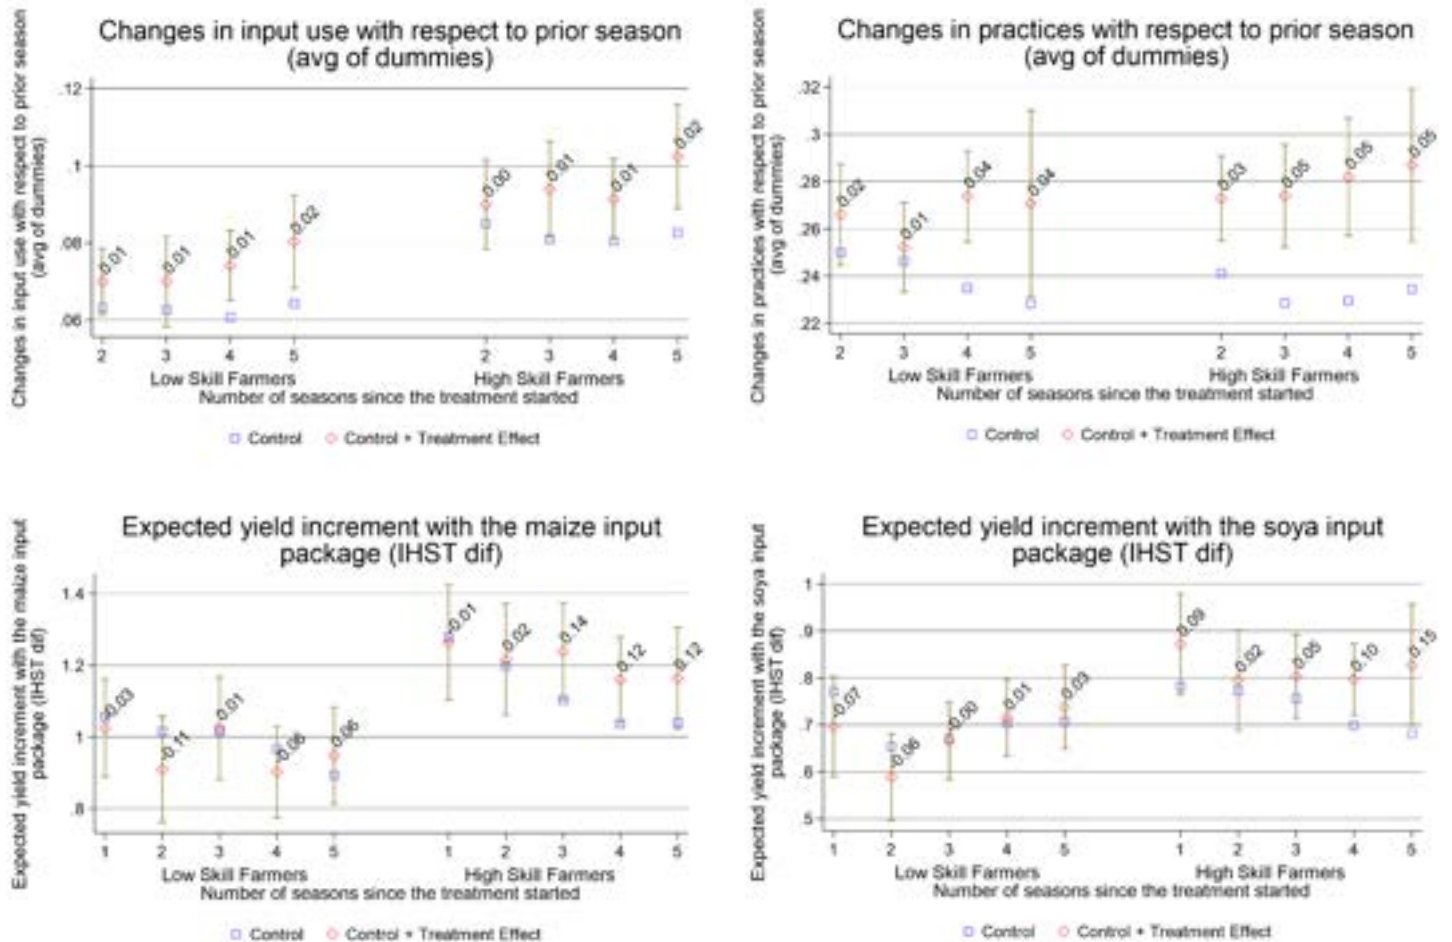 Changes in input use with respect to prior season
(avg of dummies)
Changes in input use with respect to prior season
(avg of dummies)
.12
.1
.08
.06
0.01
0.01
0.01
0.02
0.00
0.01
0.01
0.02
2 3 4 5 2 3 4 5
Low Skill Farmers High Skill Farmers
Number of seasons since the treatment started
Control Control + Treatment Effect
Changes in practices with respect to prior season
(avg of dummies)
Changes in practices with respect to prior season
(avg of dummies)
.32
.3
.28
.26
.24
.22
0.02
0.01
0.04
0.04
0.03
0.05
0.05
0.05
2 3 4 5 2 3 4 5
Low Skill Farmers High Skill Farmers
Number of seasons since the treatment started
Control Control + Treatment Effect
Expected yield increment with the maize input
package (IHST dif)
Expected yield increment with the maize input
package (IHST dif)
1.4
1.2
1
.8
-0.03
-0.11
0.01
-0.06
0.06
-0.01
0.02
0.14
0.12
0.12
1 2 3 4 5 1 2 3 4 5
Low Skill Farmers High Skill Farmers
Number of seasons since the treatment started
Control Control + Treatment Effect
Expected yield increment with the soya input
package (IHST dif)
Expected yield increment with the soya input
package (IHST dif)
1
.9
.8
.7
.6
.5
-0.07
-0.06
-0.00
0.01
0.03
0.09
0.02
0.05
0.10
0.15
1 2 3 4 5 1 2 3 4 5
Low Skill Farmers High Skill Farmers
Number of seasons since the treatment started
Control Control + Treatment Effect